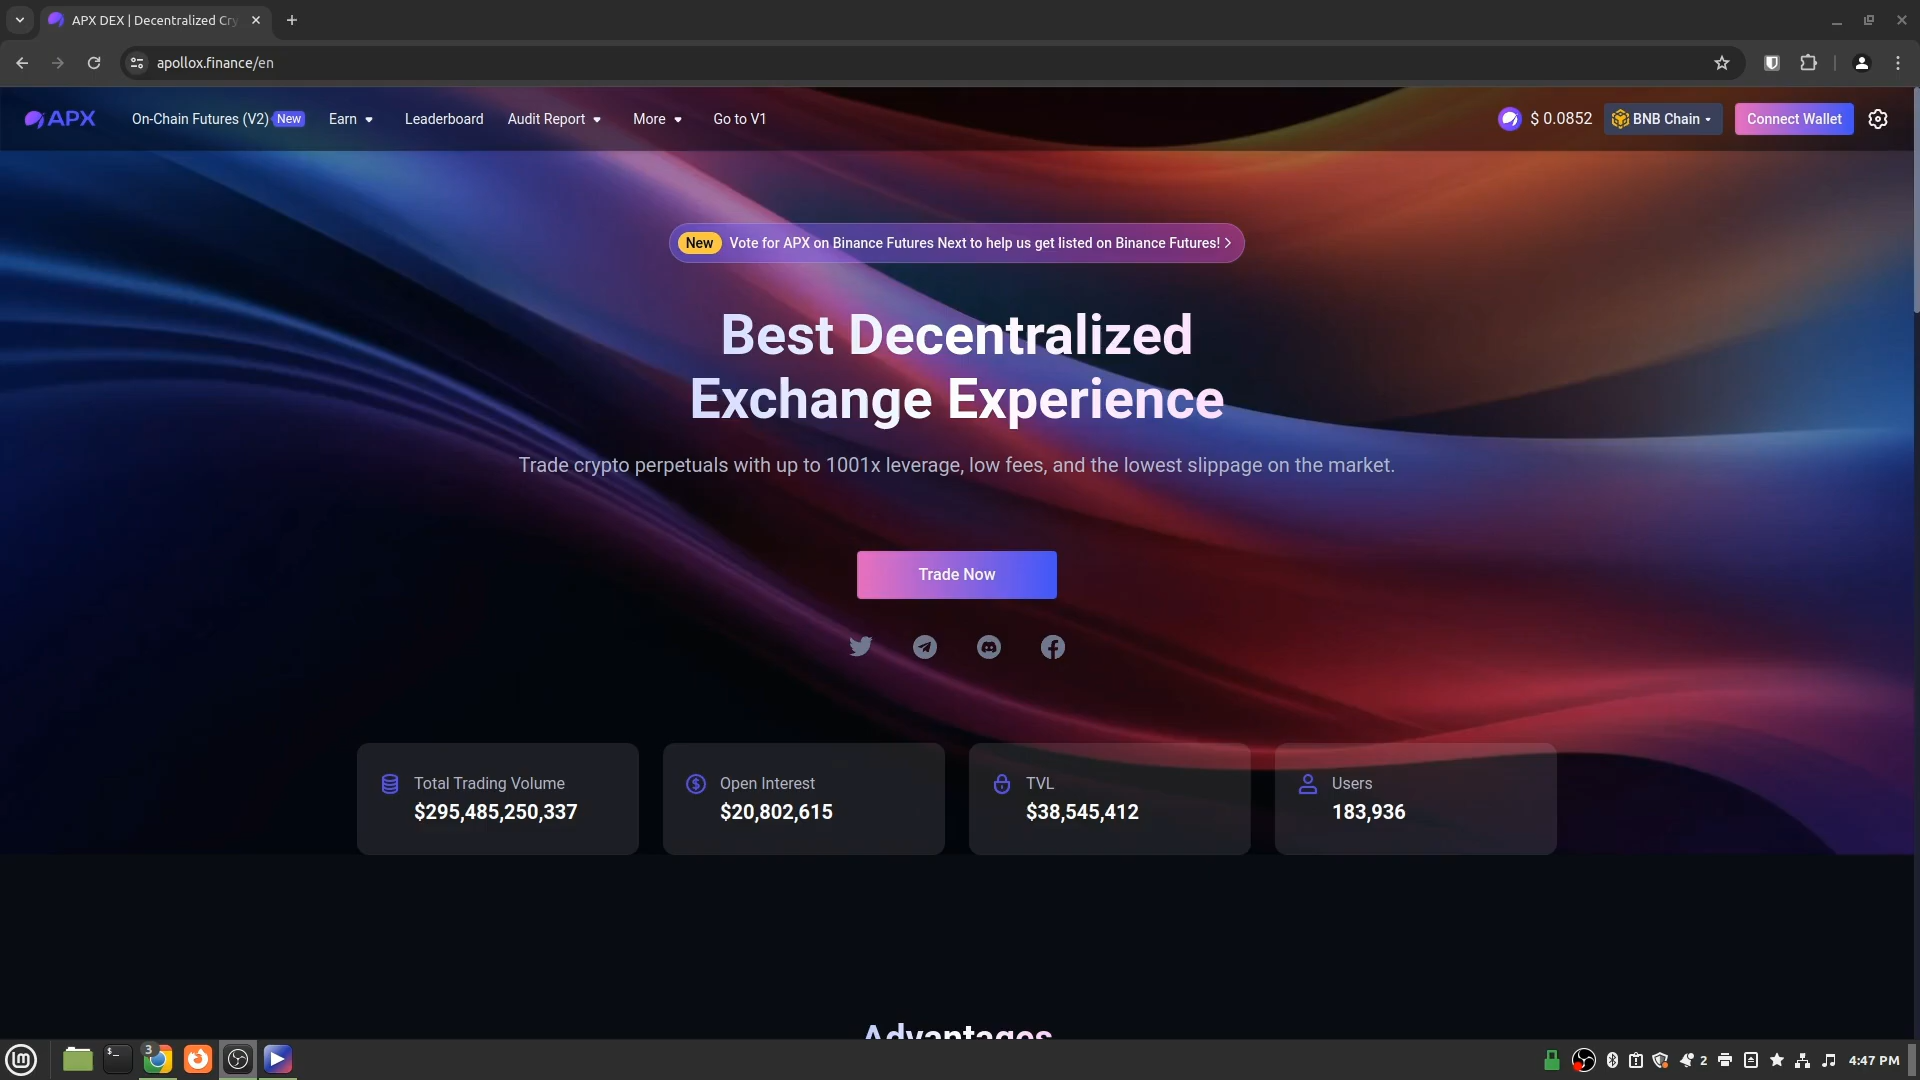 APX DEX | Decentralized Cry
apollox.finance/en
APX
On-Chain Futures (V2) New
Earn
Leaderboard
Audit Report
More
Go to V1
$ 0.0852
BNB Chain
Connect Wallet
New Vote for APX on Binance Futures Next to help us get listed on Binance Futures!
Best Decentralized
Exchange Experience
Trade crypto perpetuals with up to 1001x leverage, low fees, and the lowest slippage on the market.
Trade Now
Total Trading Volume
$295,485,250,337
Open Interest
$20,802,615
TVL
$38,545,412
Users
183,936
Advantages
$_
3
2
4:47 PM